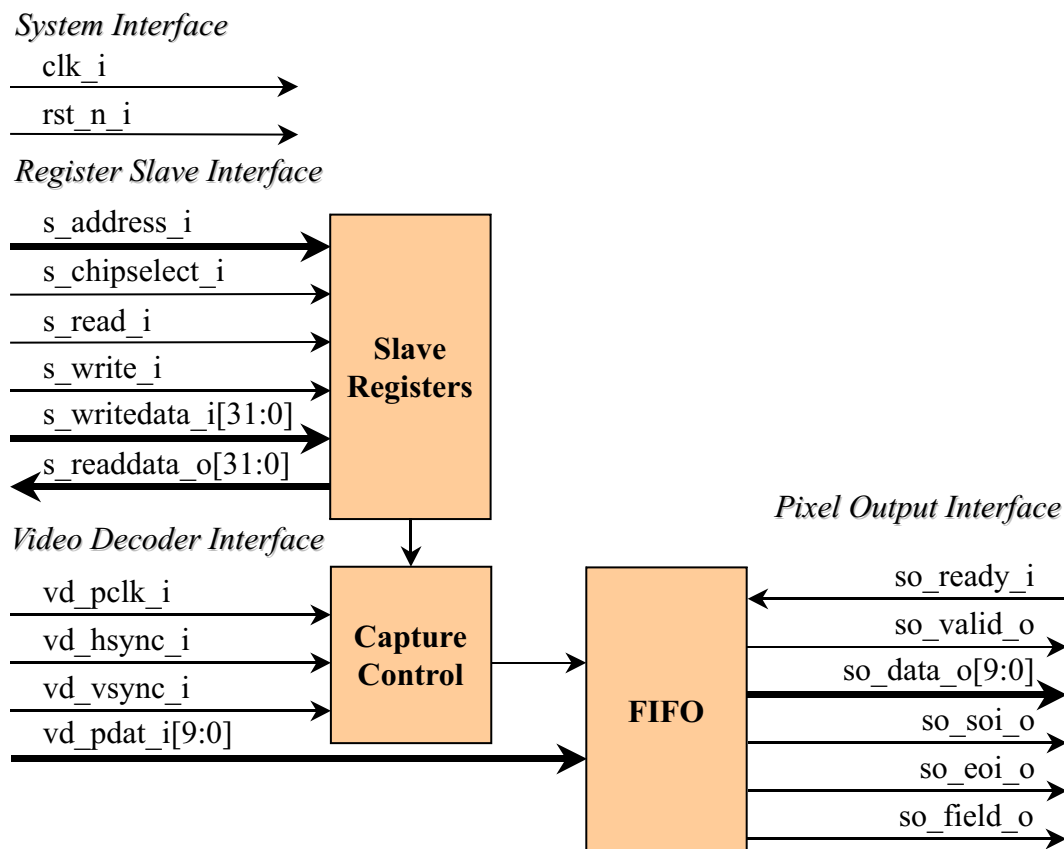 System Interface
clk_i
rst_n_i
Register Slave Interface
s_address_i
s_chipselect_i
s_read_i
s_write_i
s_writedata_i[31:0]
s_readdata_o[31:0]
Slave
Registers
Video Decoder Interface
vd_pclk_i
vd_hsync_i
vd_vsync_i
vd_pdat_i[9:0]
Capture
Control
FIFO
Pixel Output Interface
so_ready_i
so_valid_o
so_data_o[9:0]
so_soi_o
so_eoi_o
so_field_o